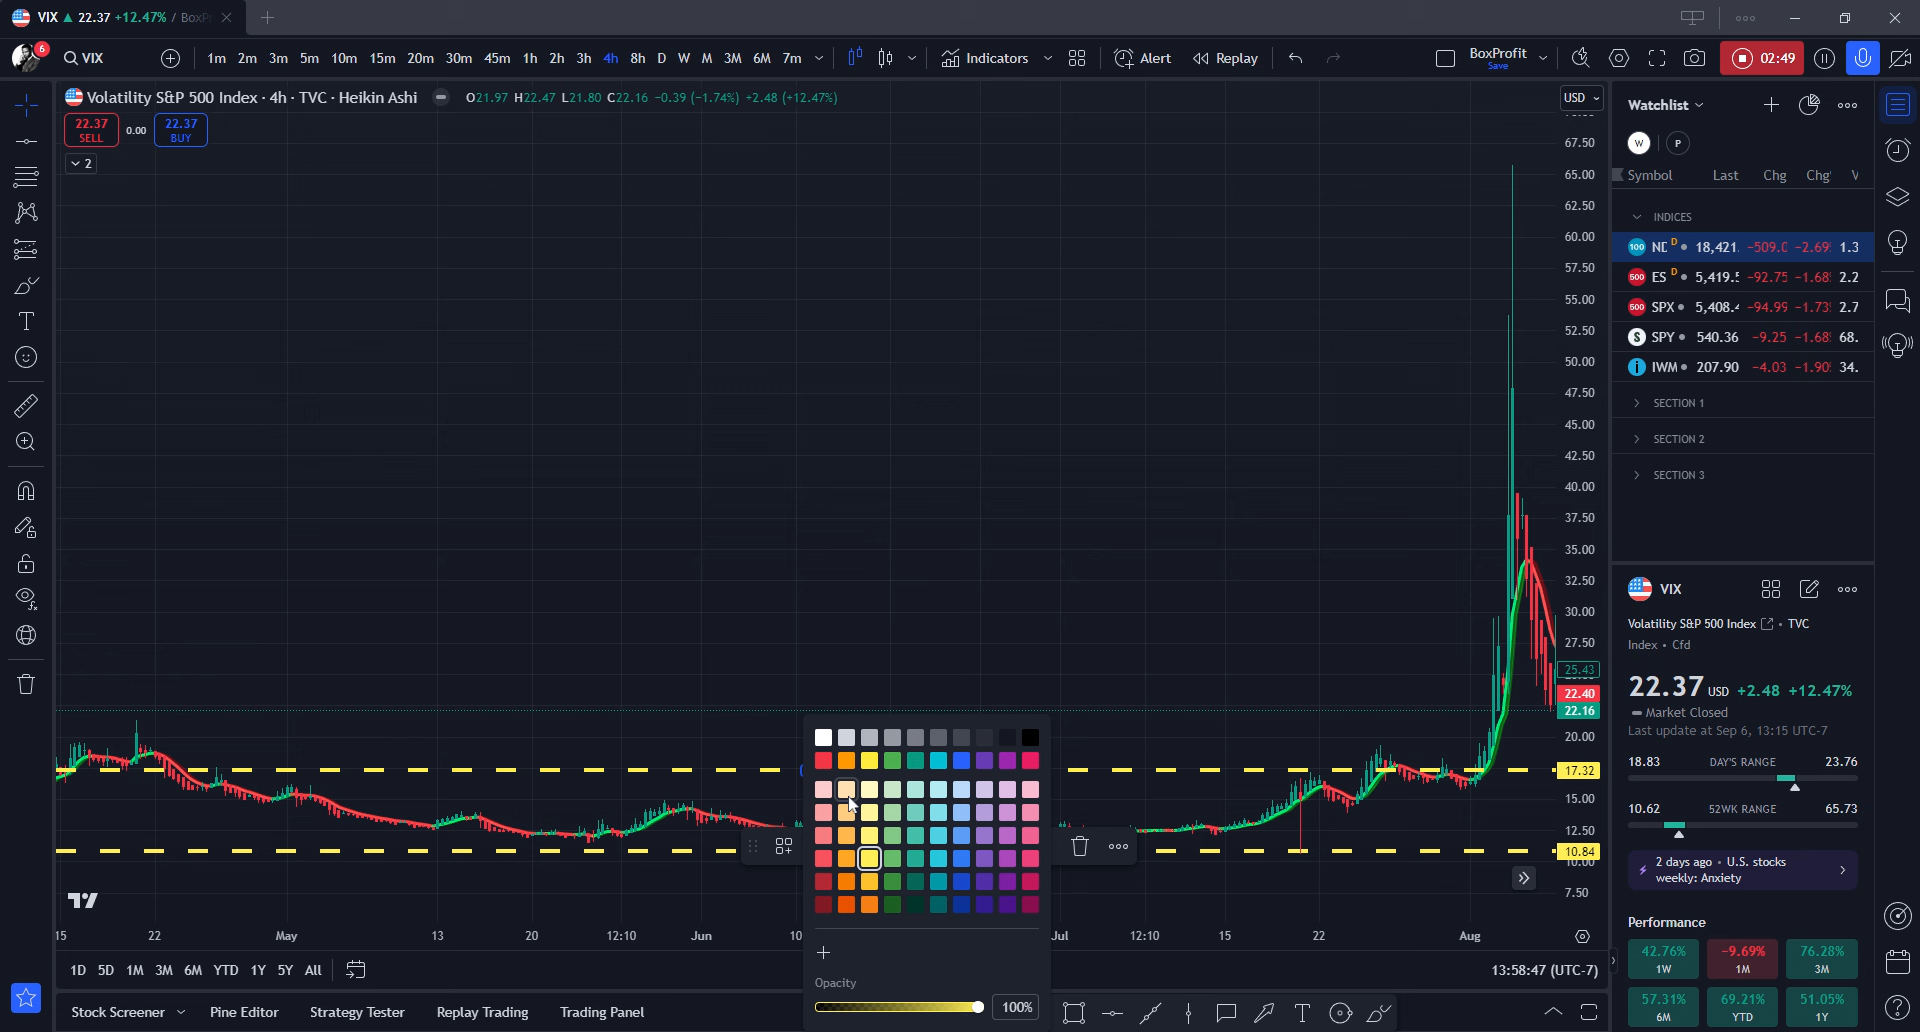 VIX ▲ 22.37 +12.47% / BoxPr
6 VIX 1m 2m 3m 5m 10m 15m 20m 30m 45m 1h 2h 3h 4h 8h D W M 3M 6M 7m Indicators Alert Replay BoxProfit 02:49
Save
Volatility S&P 500 Index · 4h · TVC · Heikin Ashi O21.97 H22.47 L21.80 C22.16 -0.39 (-1.74%) +2.48 (+12.47%)
22.37 0.00 22.37
SELL BUY
2
USD
67.50
65.00
62.50
60.00
57.50
55.00
52.50
50.00
47.50
45.00
42.50
40.00
37.50
35.00
32.50
30.00
27.50
25.43
22.40
22.16
20.00
17.32
15.00
12.50
10.84
10.00
7.50
15 22 May 13 20 12:10 Jun 10 Jul 12:10 15 22 Aug
1D 5D 1M 3M 6M YTD 1Y 5Y All
13:58:47 (UTC-7)
Opacity
100%
Stock Screener Pine Editor Strategy Tester Replay Trading Trading Panel
Watchlist
W P
Symbol Last Chg Chg V
INDICES
100 D 18,421. -509.0 -2.69 1.3
500 ES D 5,419.5 -92.75 -1.68 2.2
500 SPX 5,408.4 -94.99 -1.73 2.7
S SPY 540.36 -9.25 -1.68 68.
i IWM 207.90 -4.03 -1.90 34.
SECTION 1
SECTION 2
SECTION 3
VIX
Volatility S&P 500 Index • TVC
Index • Cfd
22.37 USD +2.48 +12.47%
Market Closed
Last update at Sep 6, 13:15 UTC-7
18.83 DAY'S RANGE 23.76
10.62 52WK RANGE 65.73
2 days ago • U.S. stocks
weekly: Anxiety
Performance
42.76% -9.69% 76.28%
1W 1M 3M
57.31% 69.21% 51.05%
6M YTD 1Y